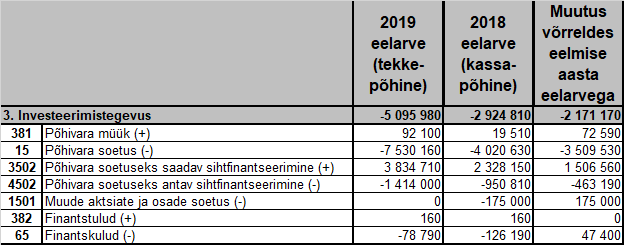 2019 eelarve (tekke-põhine) 2018 eelarve (kassa-põhine) Muutus võrreldes eelmise aasta eelarvega
3. Investeerimistegevus -5 095 980 -2 924 810 -2 171 170
381 Põhivara müük (+) 92 100 19 510 72 590
15 Põhivara soetus (-) -7 530 160 -4 020 630 -3 509 530
3502 Põhivara soetuseks saadav sihtfinantseerimine (+) 3 834 710 2 328 150 1 506 560
4502 Põhivara soetuseks antav sihtfinantseerimine (-) -1 414 000 -950 810 -463 190
1501 Muude aktsiate ja osade soetus (-) 0 -175 000 175 000
382 Finantstulud (+) 160 160 0
65 Finantskulud (-) -78 790 -126 190 47 400